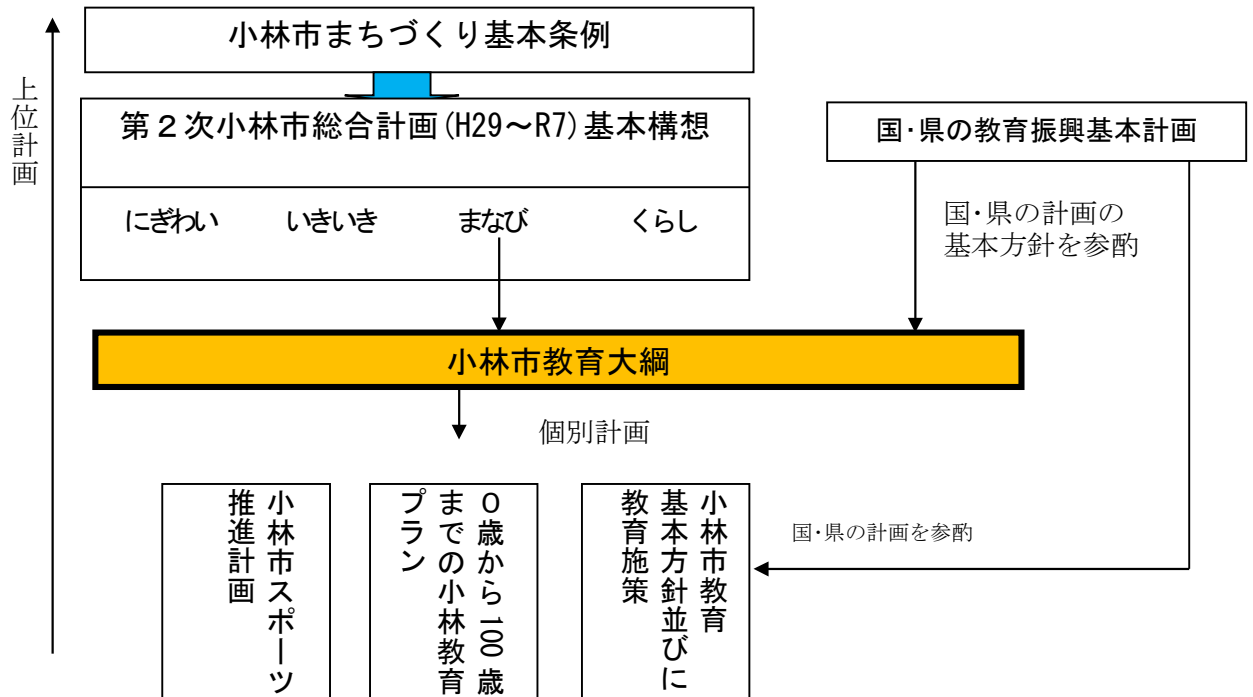 小林市まちづくり基本条例
上位計画
第２次小林市総合計画(H29～R7)基本構想
国･県の教育振興基本計画
にぎわい　いきいき　まなび　くらし
国･県の計画の
基本方針を参酌
小林市教育大綱
個別計画
小林市スポーツ
推進計画
０歳から100歳
までの小林教育
プラン
小林市教育
基本方針並びに
教育施策
国･県の計画を参酌